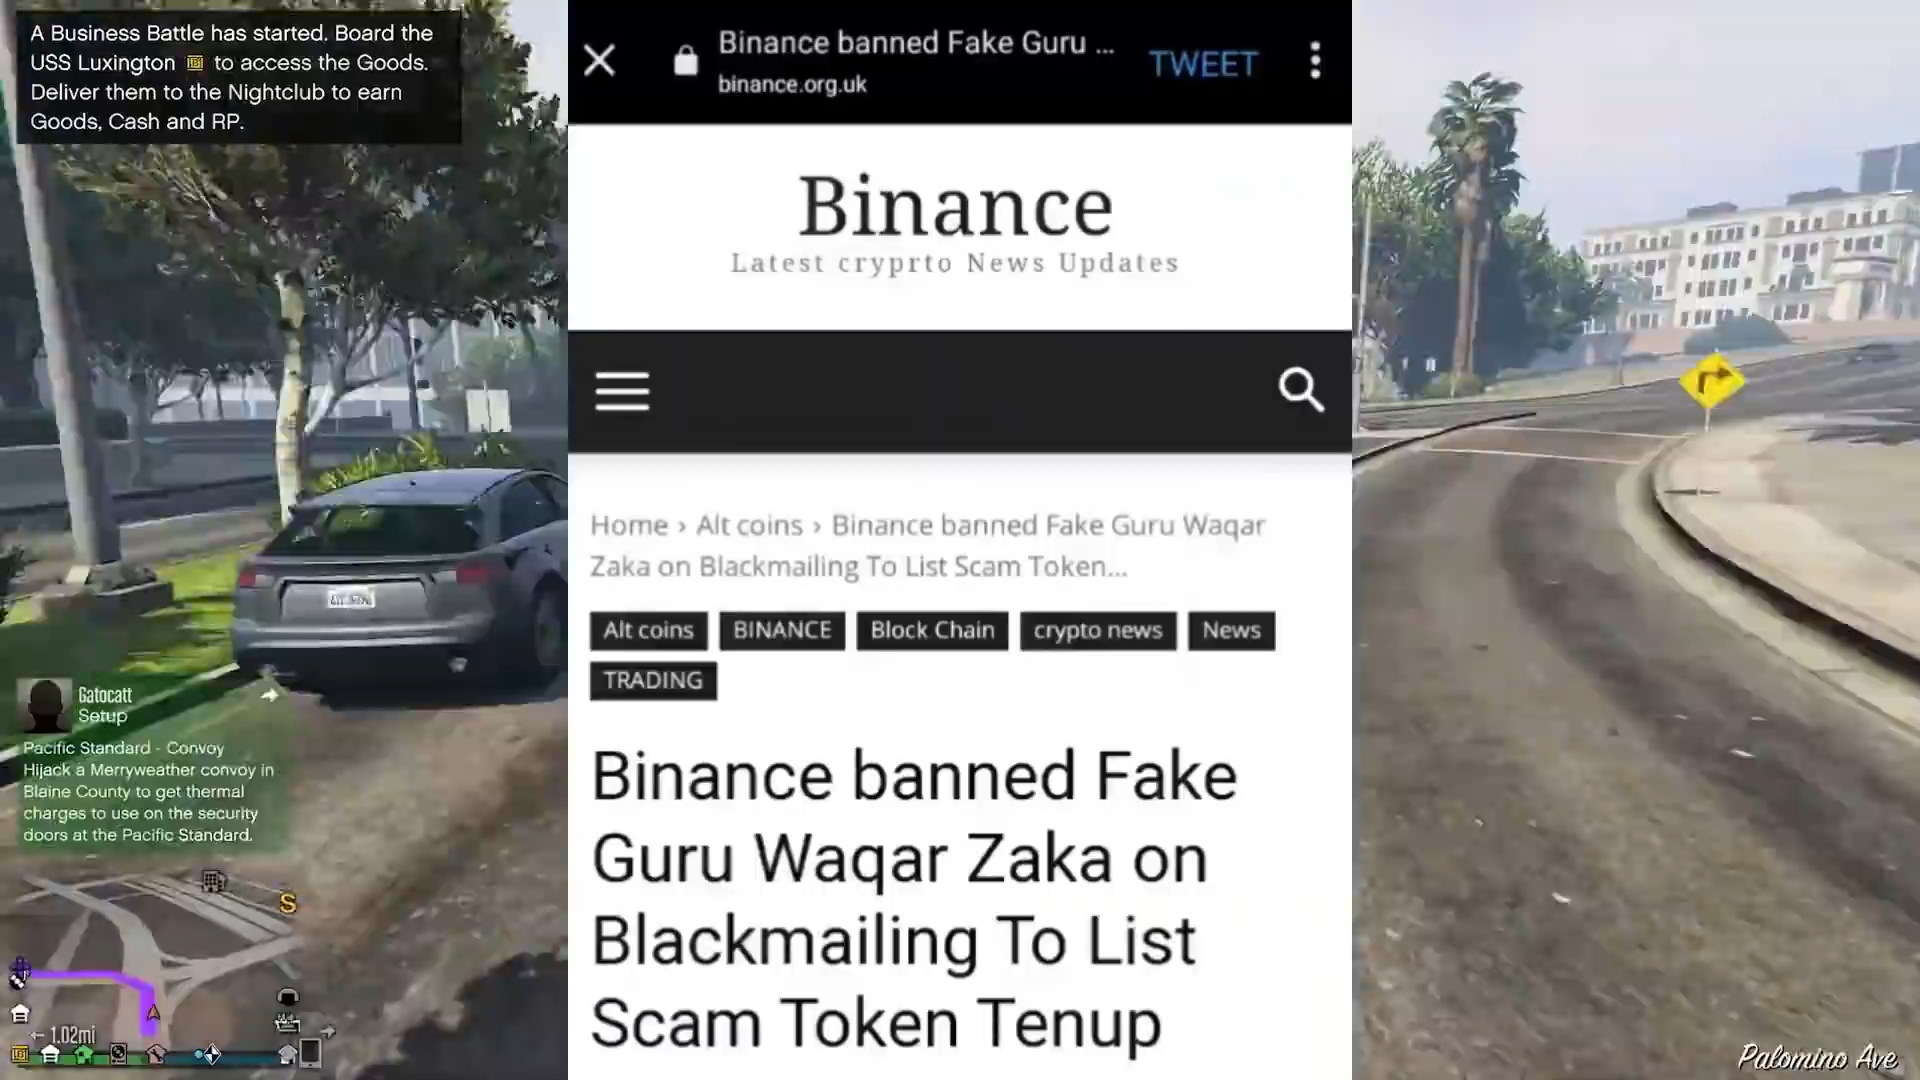 A Business Battle has started. Board the
USS Luxington to access the Goods.
Deliver them to the Nightclub to earn
Goods, Cash and RP.
Gatocatt
Setup
Pacific Standard - Convoy
Hijack a Merryweather convoy in
Blaine County to get thermal
charges to use on the security
doors at the Pacific Standard.
S
1.02mi
Binance banned Fake Guru ...
TWEET
binance.org.uk
Binance
Latest cryprto News Updates
Home › Alt coins › Binance banned Fake Guru Waqar
Zaka on Blackmailing To List Scam Token...
Alt coins BINANCE Block Chain crypto news News
TRADING
Binance banned Fake
Guru Waqar Zaka on
Blackmailing To List
Scam Token Tenup
Palomino Ave